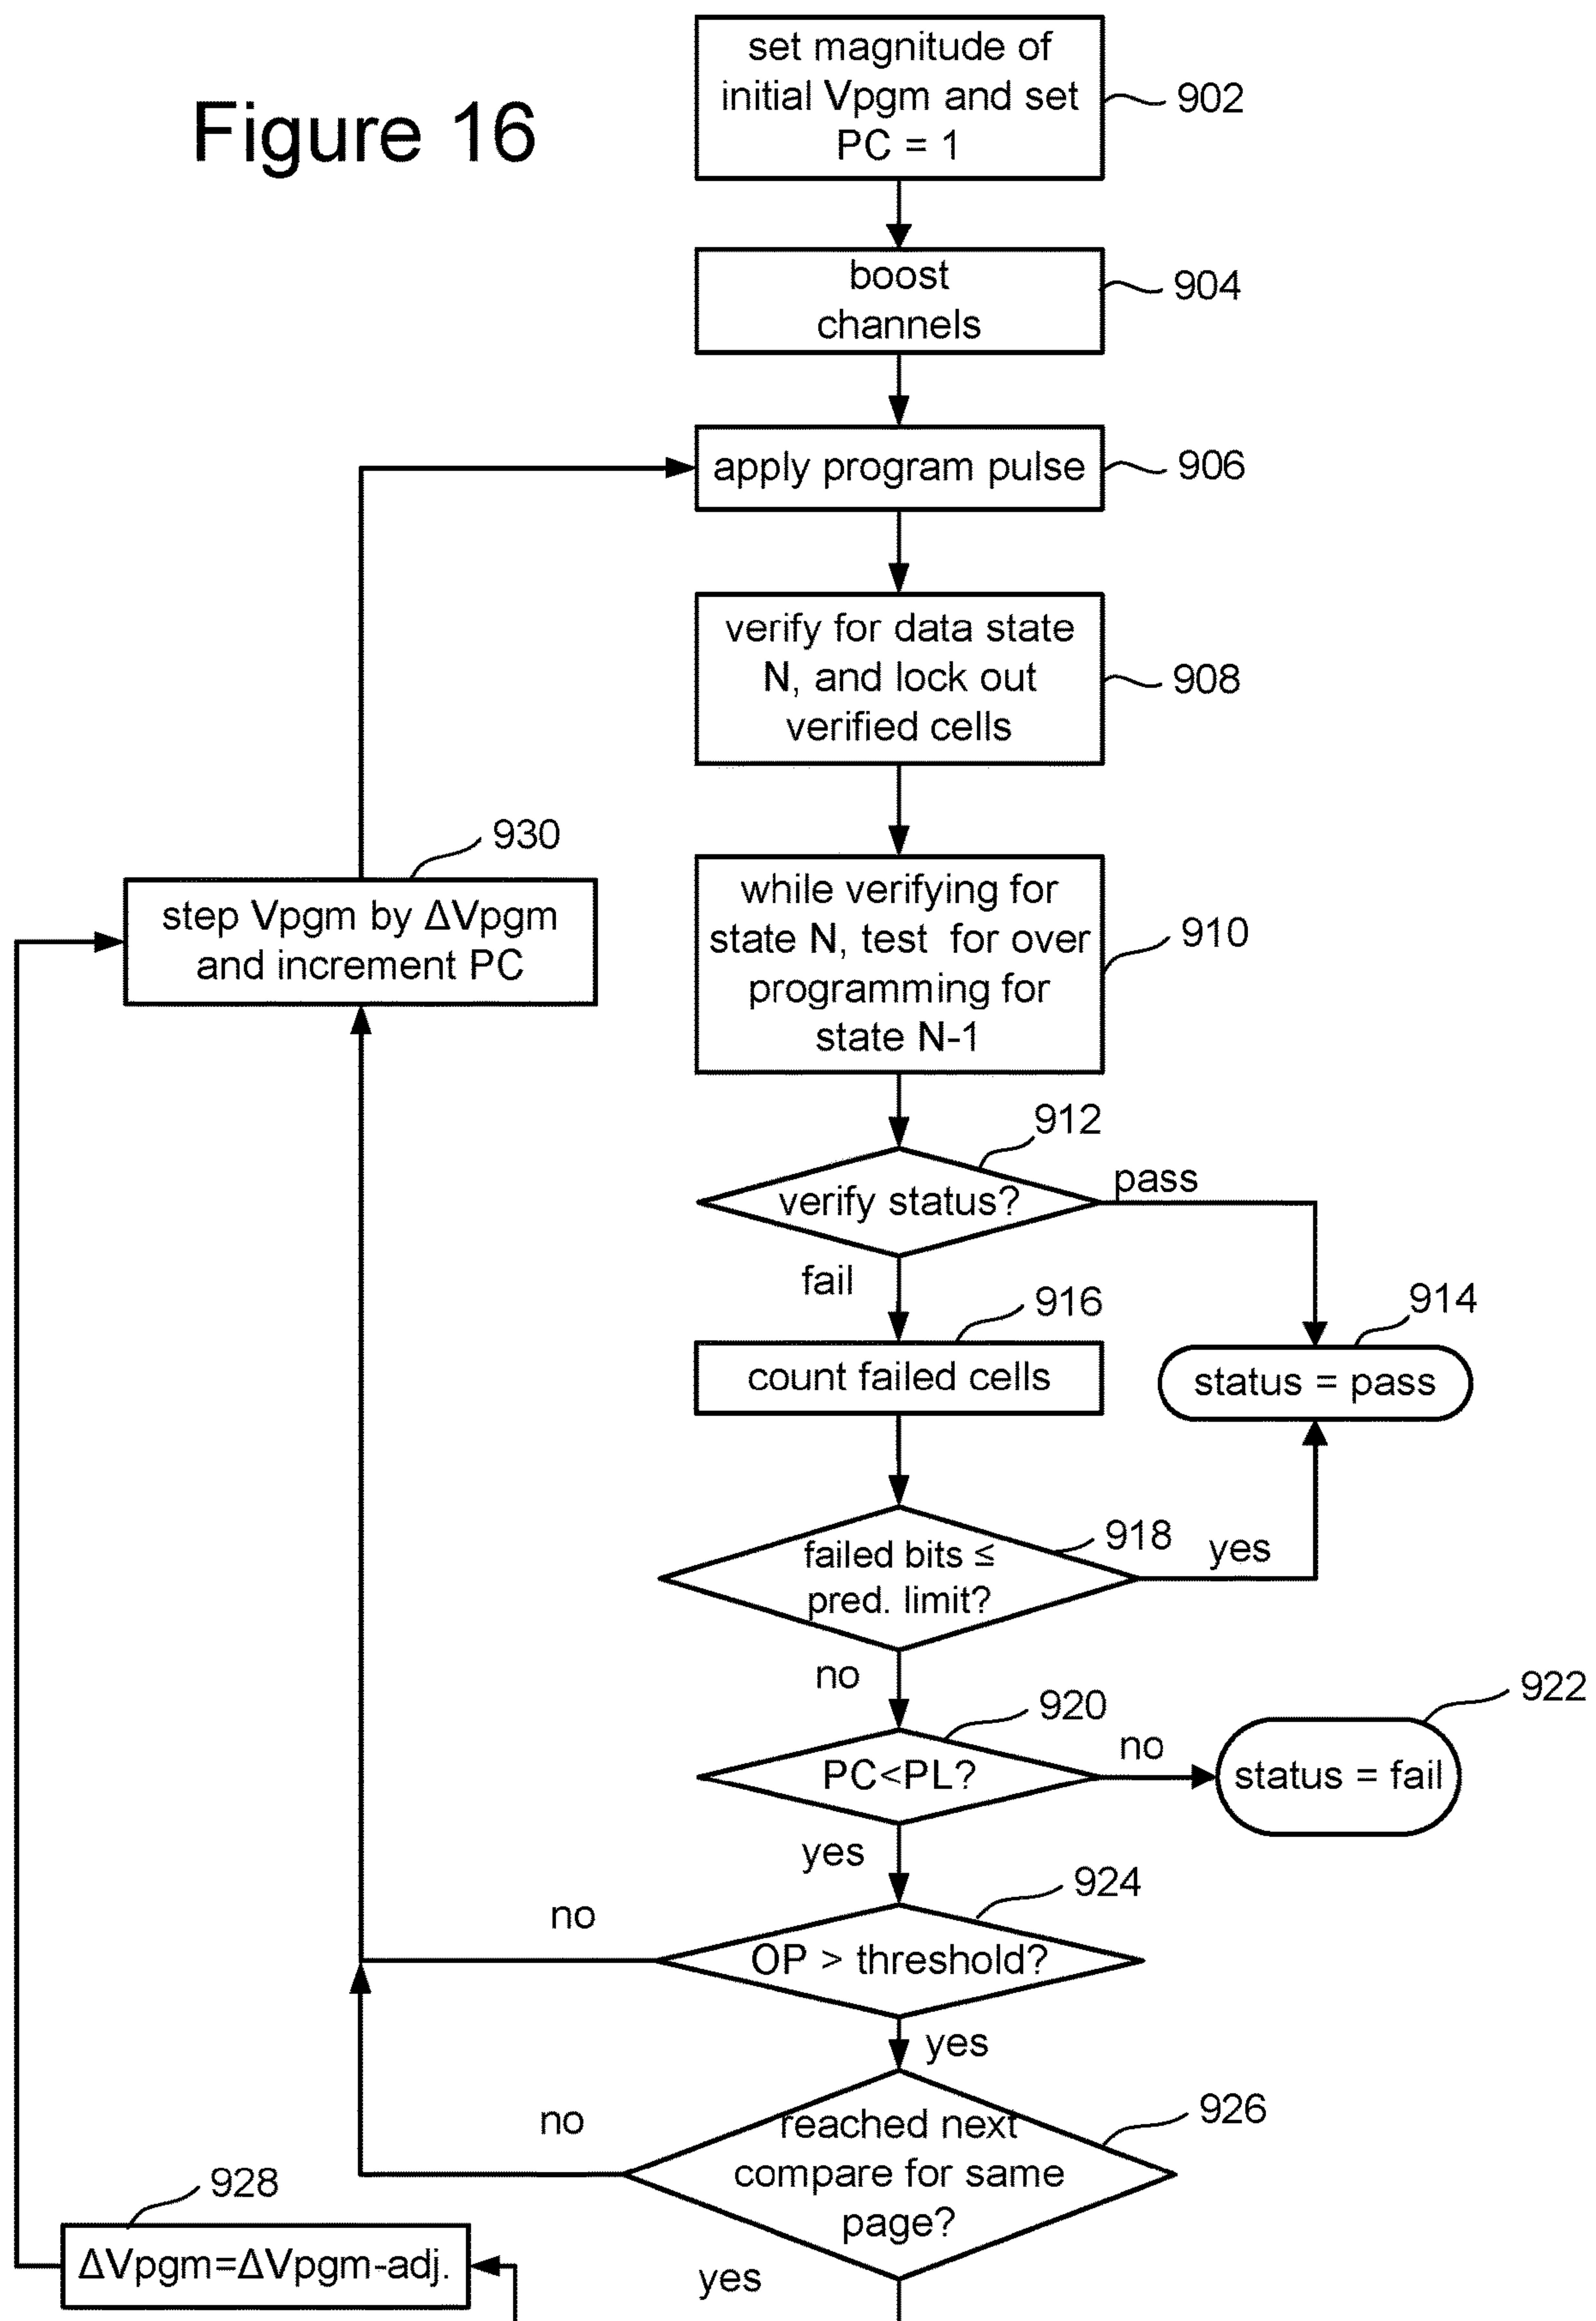 Figure 16
set magnitude of
initial Vpgm and set
PC = 1
902
boost
channels
904
apply program pulse
906
verify for data state
N, and lock out
verified cells
908
930
step Vpgm by ΔVpgm
and increment PC
while verifying for
state N, test for over
programming for
state N-1
910
912
verify status?
pass
fail
916
count failed cells
914
status = pass
failed bits ≤
pred. limit?
918
yes
no
920
PC<PL?
no
922
status = fail
yes
924
OP > threshold?
no
yes
926
reached next
compare for same
page?
no
yes
928
ΔVpgm=ΔVpgm-adj.